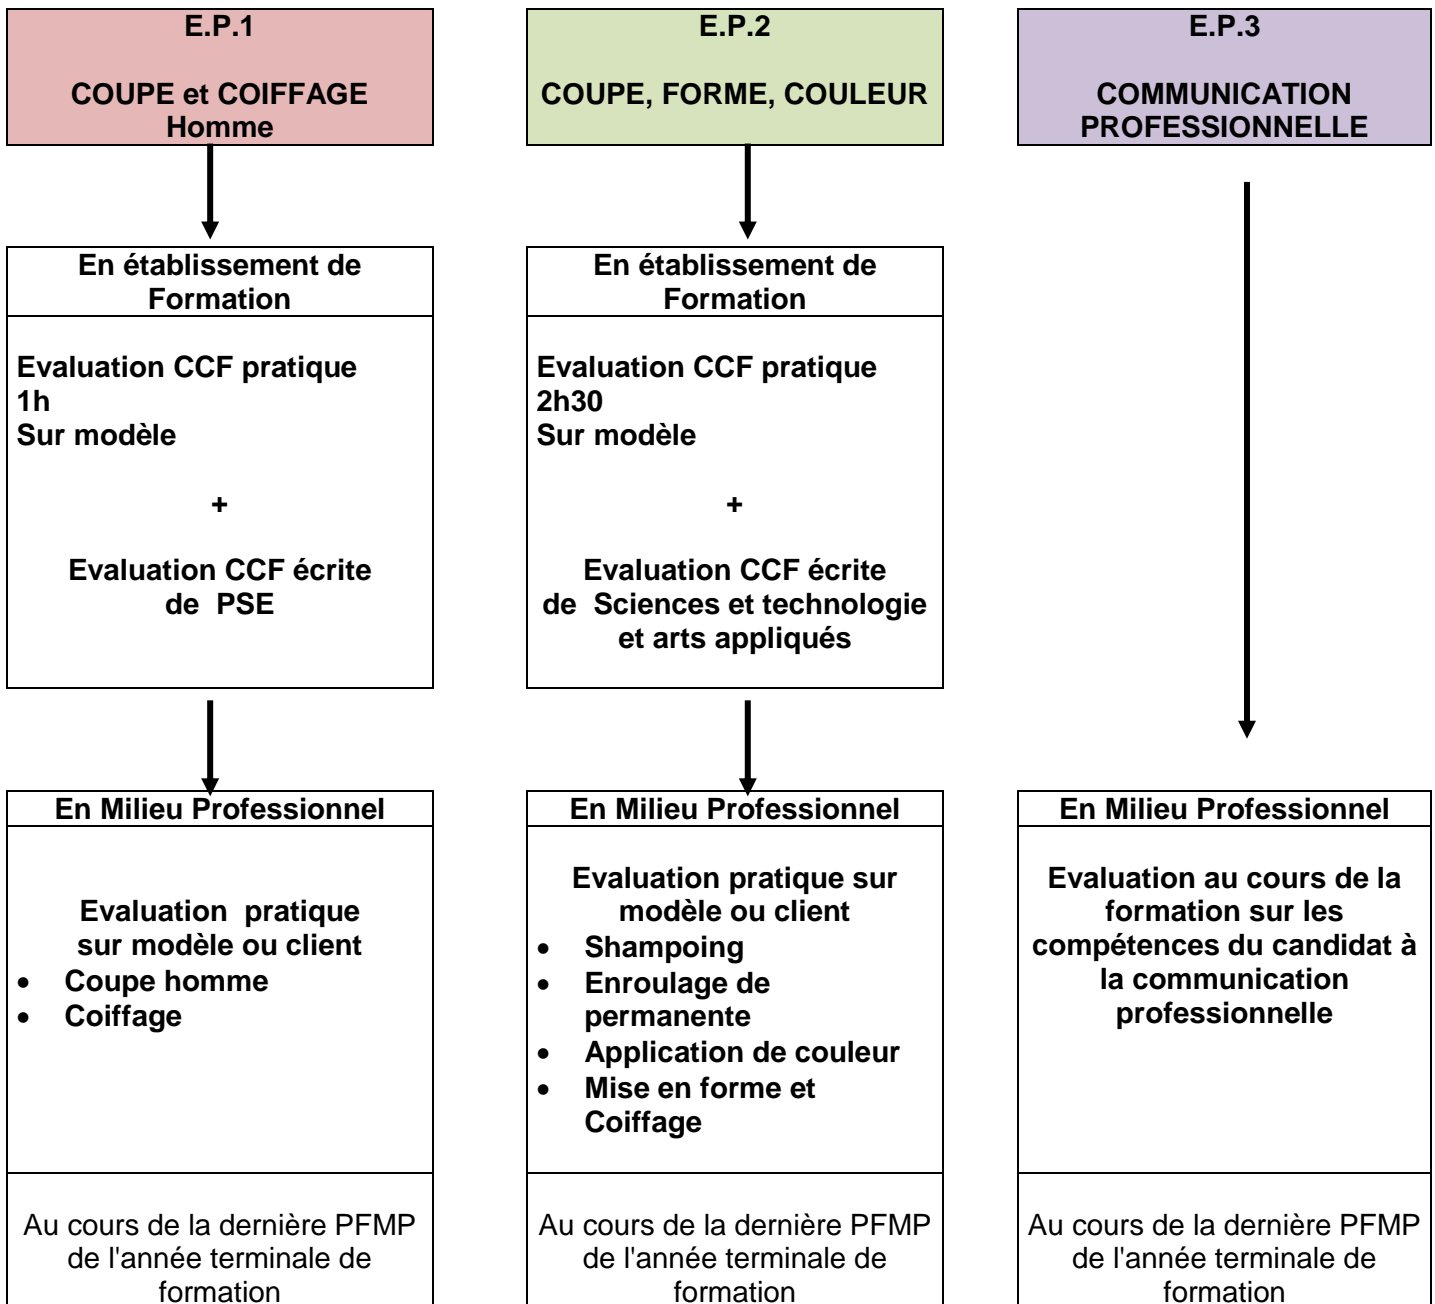 E.P.1
COUPE et COIFFAGE
Homme
E.P.2
COUPE, FORME, COULEUR
E.P.3
COMMUNICATION
PROFESSIONNELLE
En établissement de
Formation
Evaluation CCF pratique
1h
Sur modèle
+
Evaluation CCF écrite
de PSE
En établissement de
Formation
Evaluation CCF pratique
2h30
Sur modèle
+
Evaluation CCF écrite
de Sciences et technologie
et arts appliqués
En Milieu Professionnel
Evaluation pratique
sur modèle ou client
• Coupe homme
• Coiffage
Au cours de la dernière PFMP
de l'année terminale de
formation
En Milieu Professionnel
Evaluation pratique sur
modèle ou client
• Shampoing
• Enroulage de
permanente
• Application de couleur
• Mise en forme et
Coiffage
Au cours de la dernière PFMP
de l'année terminale de
formation
En Milieu Professionnel
Evaluation au cours de la
formation sur les
compétences du candidat à
la communication
professionnelle
Au cours de la dernière PFMP
de l'année terminale de
formation